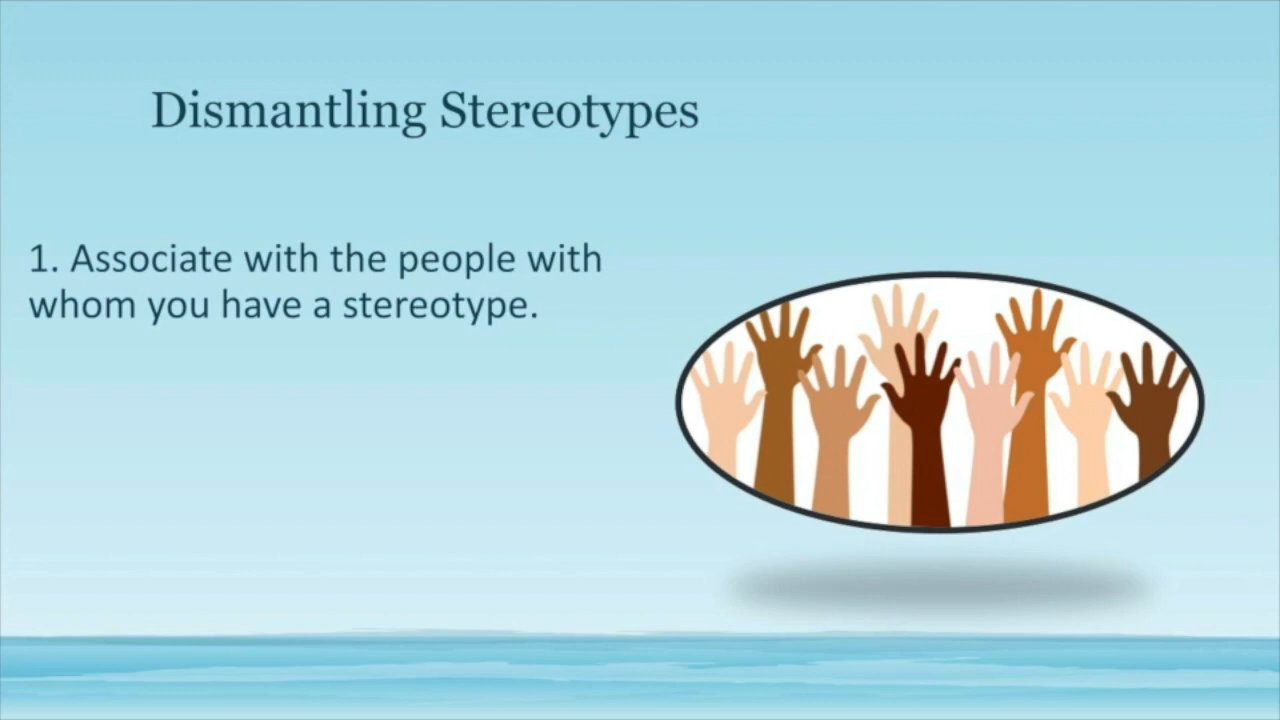 Dismantling Stereotypes
1. Associate with the people with
whom you have a stereotype.